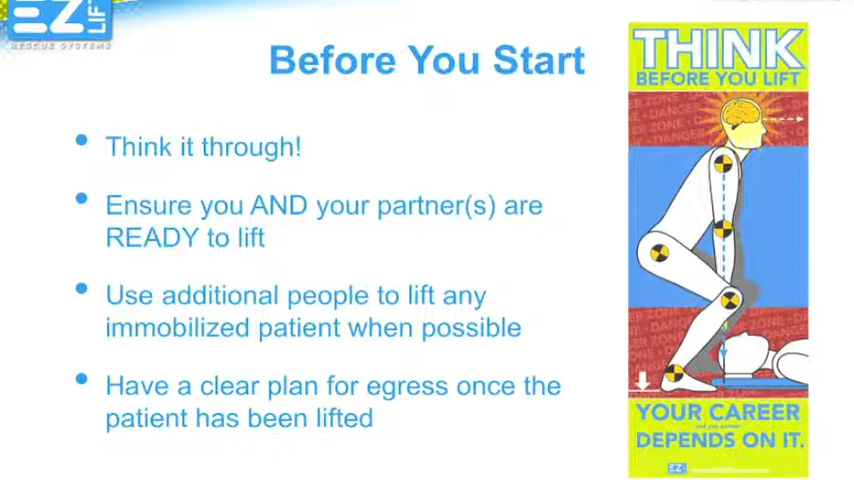 EZ LIFT
RESCUE SYSTEMS
Before You Start
• Think it through!
• Ensure you AND your partner(s) are
READY to lift
• Use additional people to lift any
immobilized patient when possible
• Have a clear plan for egress once the
patient has been lifted
THINK
BEFORE YOU LIFT
DANGER ZONE
YOUR CAREER
DEPENDS ON IT.
EZ